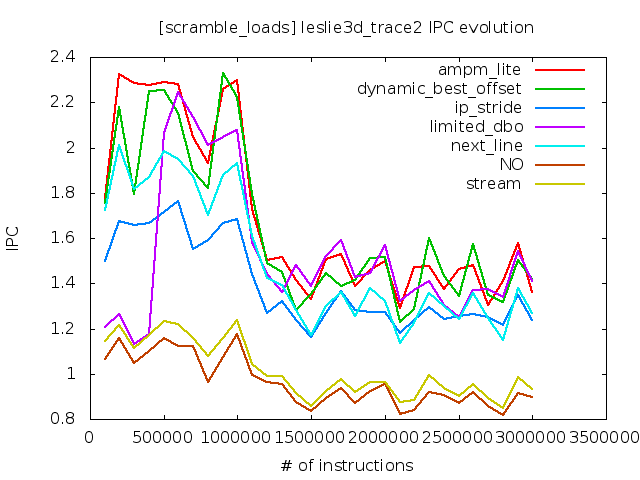 [scramble_loads] leslie3d_trace2 IPC evolution
2.4
2.2
2
1.8
1.6
1.4
1.2
1
0.8
IPC
ampm_lite
dynamic_best_offset
ip_stride
limited_dbo
next_line
NO
stream
0 500000 1000000 1500000 2000000 2500000 3000000 3500000
# of instructions